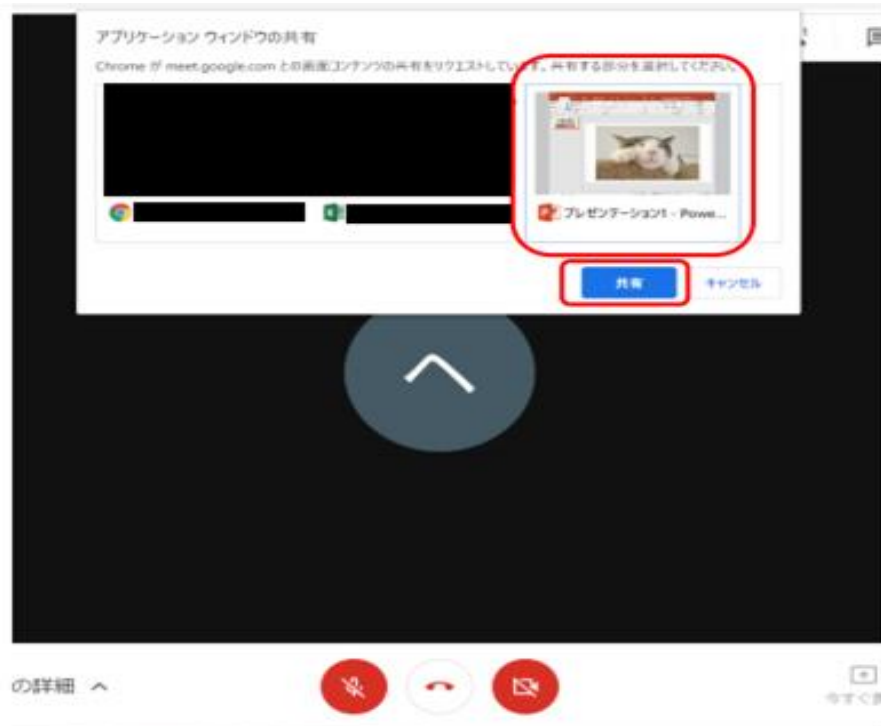 アプリケーション ウィンドウの共有
Chrome が meet.google.com との画面コンテンツの共有をリクエストしています。共有する部分を選択してください。
プレゼンテーション1 - Powe...
共有
キャンセル
へ
の詳細
今すぐ